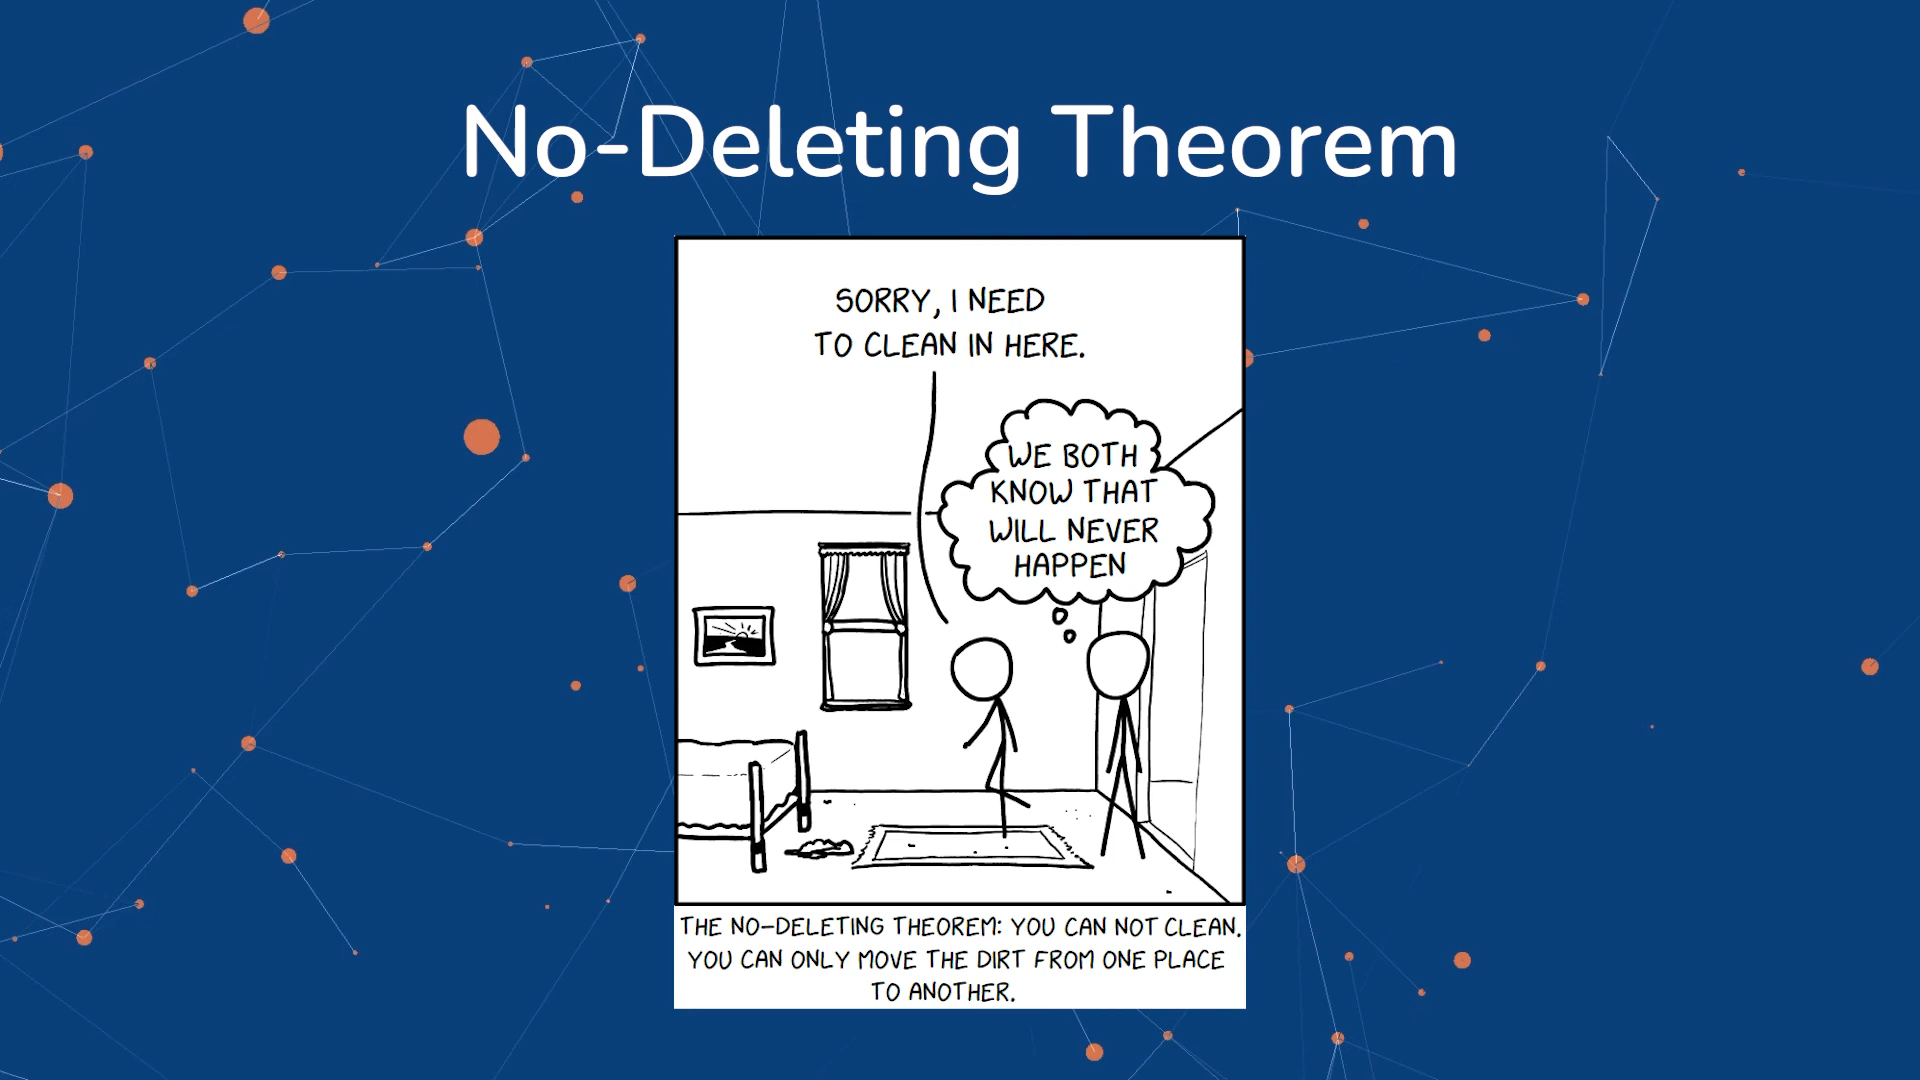 No-Deleting Theorem
SORRY, I NEED
TO CLEAN IN HERE.
WE BOTH
KNOW THAT
WILL NEVER
HAPPEN
THE NO-DELETING THEOREM: YOU CAN NOT CLEAN.
YOU CAN ONLY MOVE THE DIRT FROM ONE PLACE
TO ANOTHER.